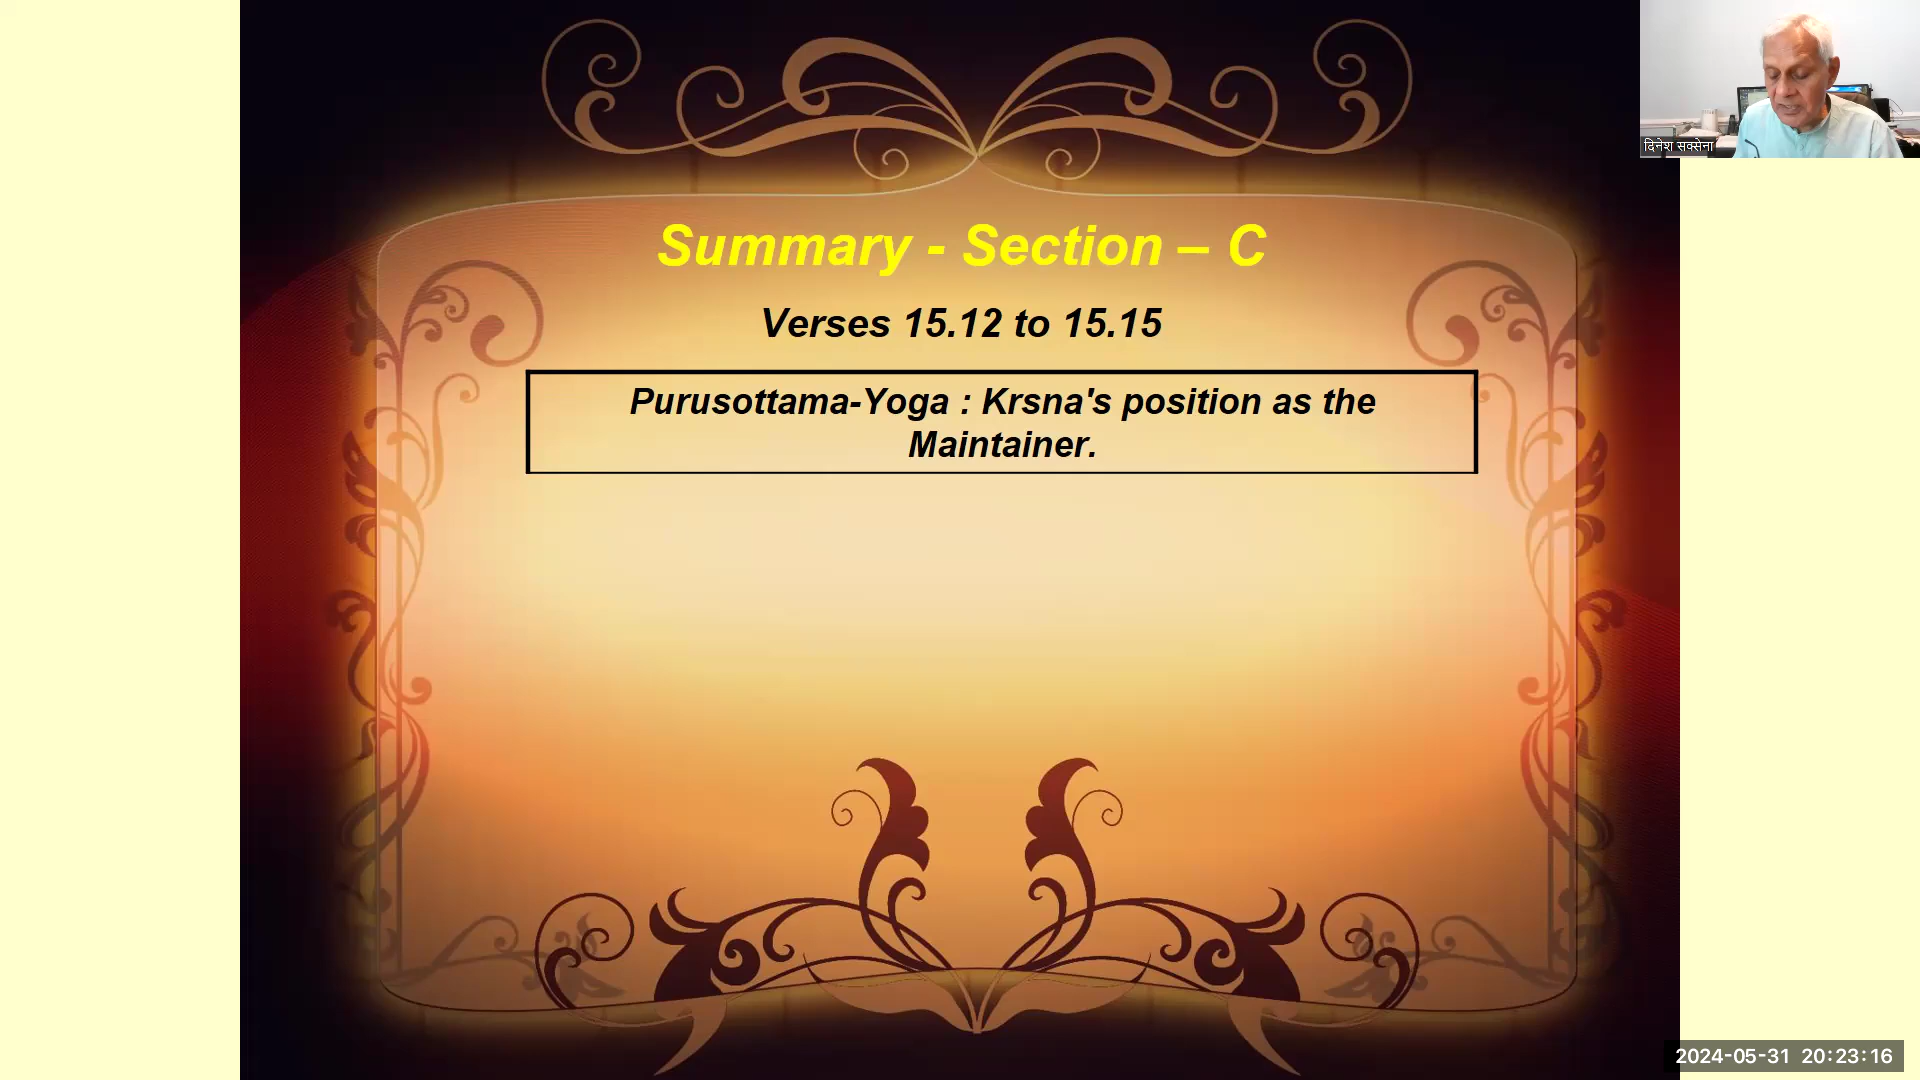 Summary - Section – C
Verses 15.12 to 15.15
Purusottama-Yoga : Krsna's position as the
Maintainer.
दिनेश सक्सेना
2024-05-31 20:23:16